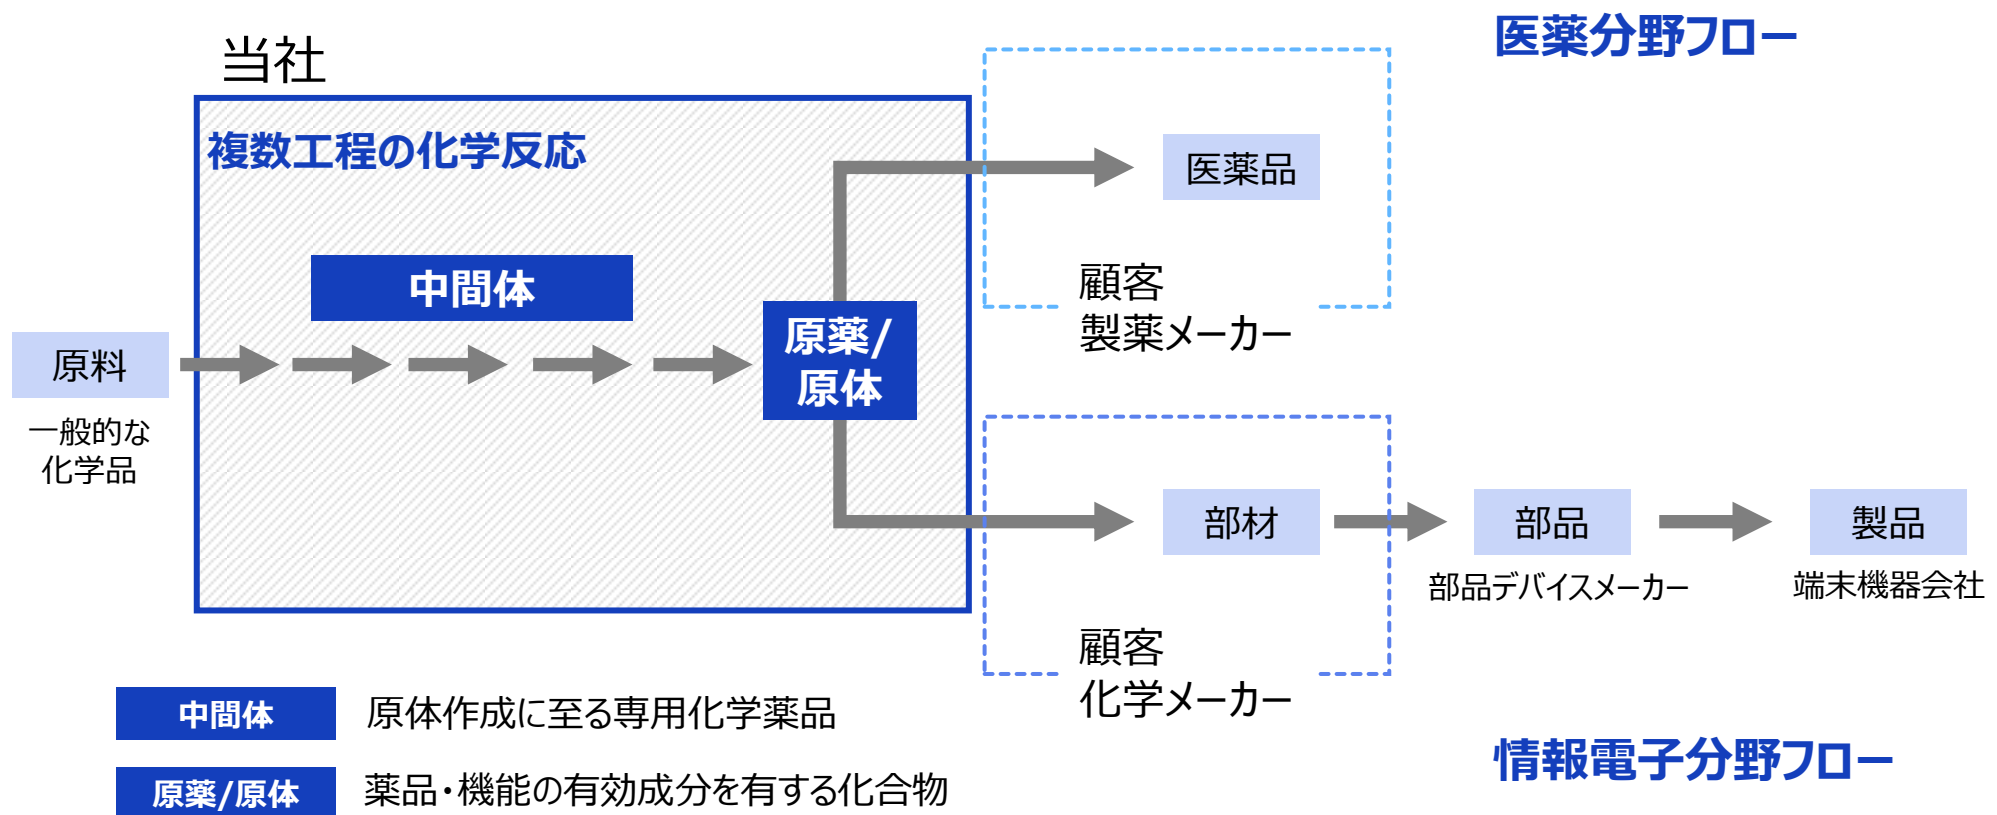 医薬分野フロー
当社
複数工程の化学反応
中間体
原料
一般的な
化学品
原薬/
原体
医薬品
顧客
製薬メーカー
部材
顧客
化学メーカー
部品
部品デバイスメーカー
製品
端末機器会社
中間体
原体作成に至る専用化学薬品
原薬/原体
薬品・機能の有効成分を有する化合物
情報電子分野フロー